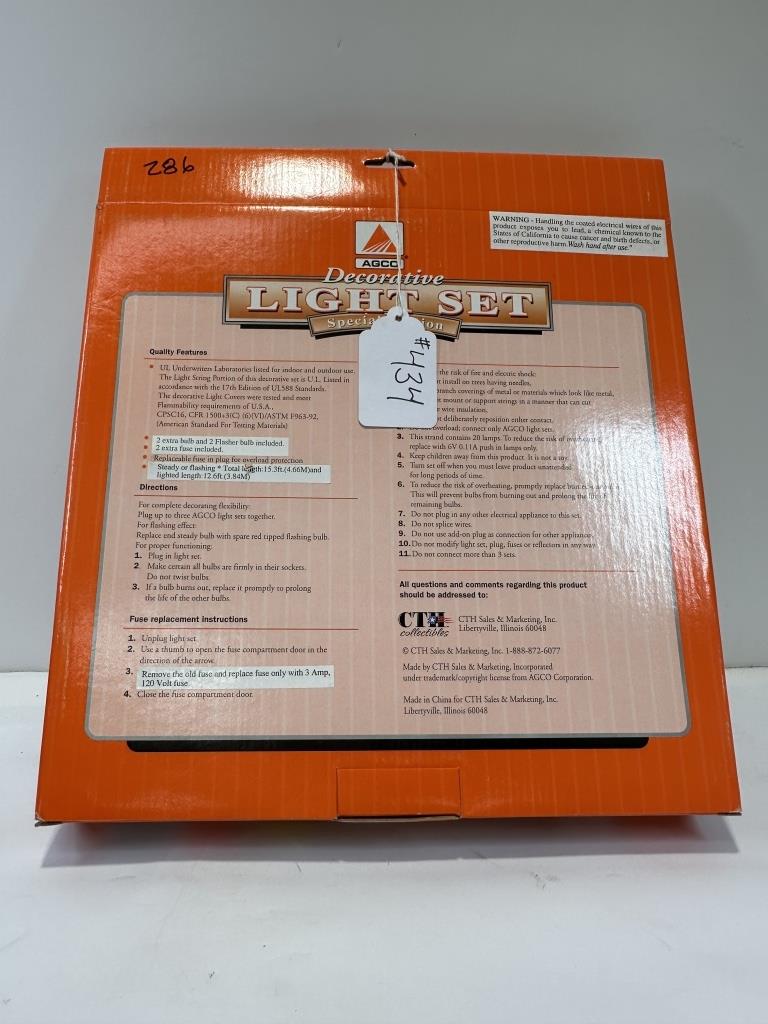 286
WARNING - Handling the coated electrical wires of this
product exposes you to lead, a chemical known to the
States of California to cause cancer and birth defects, or
other reproductive harm. Wash hand after use."
AGCO
Decorative
LIGHT SET
Special
#434
Quality Features
UL Underwriters Laboratories listed for indoor and outdoor use.
The Light String Portion of this decorative set is U.L. Listed in
accordance with the 17th Edition of UL588 Standards.
The decorative Light Covers were tested and meet
Flammability requirements of U.S.A.,
CPSC16, CFR 1500.3(C) (6)(VI)/ASTM F963-92,
(American Standard For Testing Materials)
2 extra bulb and 2 Flasher bulb included.
2 extra fuse included.
Replaceable fuse in plug for overload protection
Steady or flashing * Total length:15.3ft.(4.66M)and
lighted length:12.6ft.(3.84M)
Directions
For complete decorating flexibility:
Plug up to three AGCO light sets together.
For flashing effect:
Replace end steady bulb with spare red tipped flashing bulb.
For proper functioning:
1. Plug in light set.
2. Make certain all bulbs are firmly in their sockets.
Do not twist bulbs.
3. If a bulb burns out, replace it promptly to prolong
the life of the other bulbs.
Fuse replacement instructions
1. Unplug light set.
2. Use a thumb to open the fuse compartment door in the
direction of the arrow.
3. Remove the old fuse and replace fuse only with 3 Amp,
120 Volt fuse.
4. Close the fuse compartment door.
the risk of fire and electric shock:
install on trees having needles,
branch coverings of metal or materials which look like metal,
mount or support strings in a manner that can cut
wire insulation.
deliberately reposition either contact.
overload; connect only AGCO light sets.
3. This strand contains 20 lamps. To reduce the risk of
replace with 6V 0.11A push in lamps only.
4. Keep children away from this product. It is not a toy.
5. Turn set off when you must leave product unattended
for long periods of time.
6. To reduce the risk of overheating, promptly replace
This will prevent bulbs from burning out and prolong the
remaining bulbs.
7. Do not plug in any other electrical appliance to this set.
8. Do not splice wires.
9. Do not use add-on plug as connection for other appliance.
10. Do not modify light set, plug, fuses or reflectors in any way.
11. Do not connect more than 3 sets.
All questions and comments regarding this product
should be addressed to:
CTH
collectibles
CTH Sales & Marketing, Inc.
Libertyville, Illinois 60048
© CTH Sales & Marketing, Inc. 1-888-872-6077
Made by CTH Sales & Marketing, Incorporated
under trademark/copyright license from AGCO Corporation.
Made in China for CTH Sales & Marketing, Inc.
Libertyville, Illinois 60048